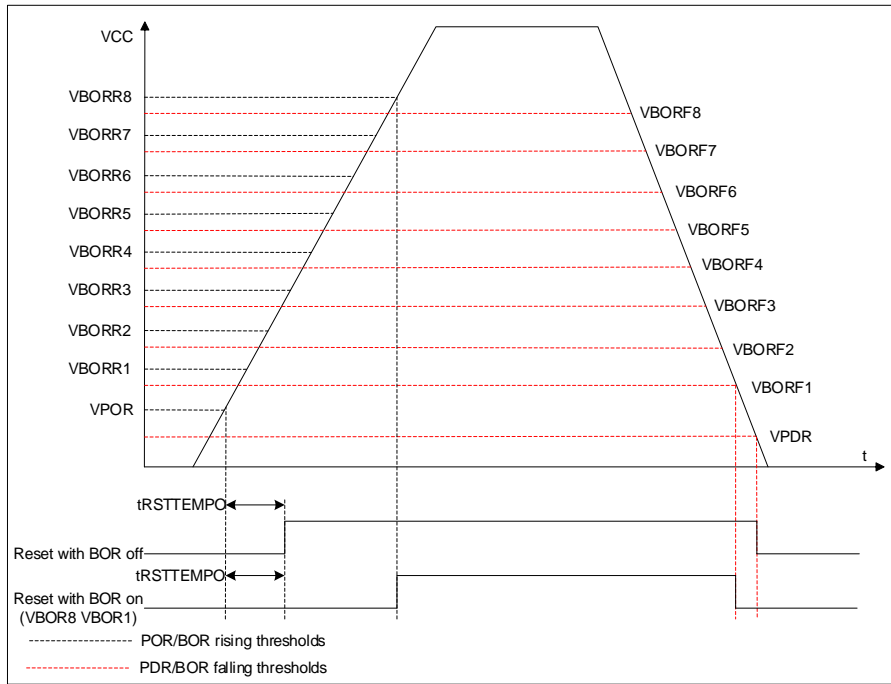 VCC
VBORR8
VBORF8
VBORR7
VBORF7
VBORR6
VBORF6
VBORR5
VBORF5
VBORR4
VBORF4
VBORR3
VBORF3
VBORR2
VBORF2
VBORR1
VBORF1
VPOR
VPDR
t
tRSTTEMPO
Reset with BOR off
tRSTTEMPO
Reset with BOR on
(VBOR8 VBOR1)
POR/BOR rising thresholds
PDR/BOR falling thresholds